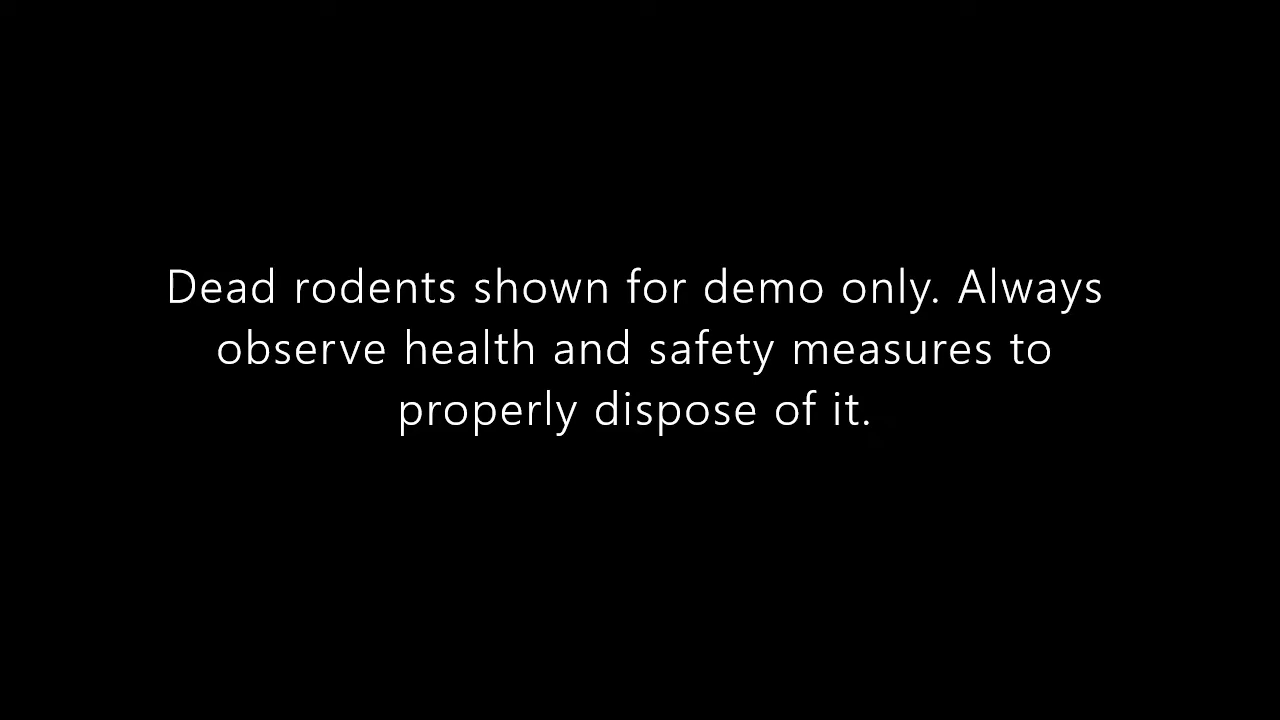 Dead rodents shown for demo only. Always
observe health and safety measures to
properly dispose of it.